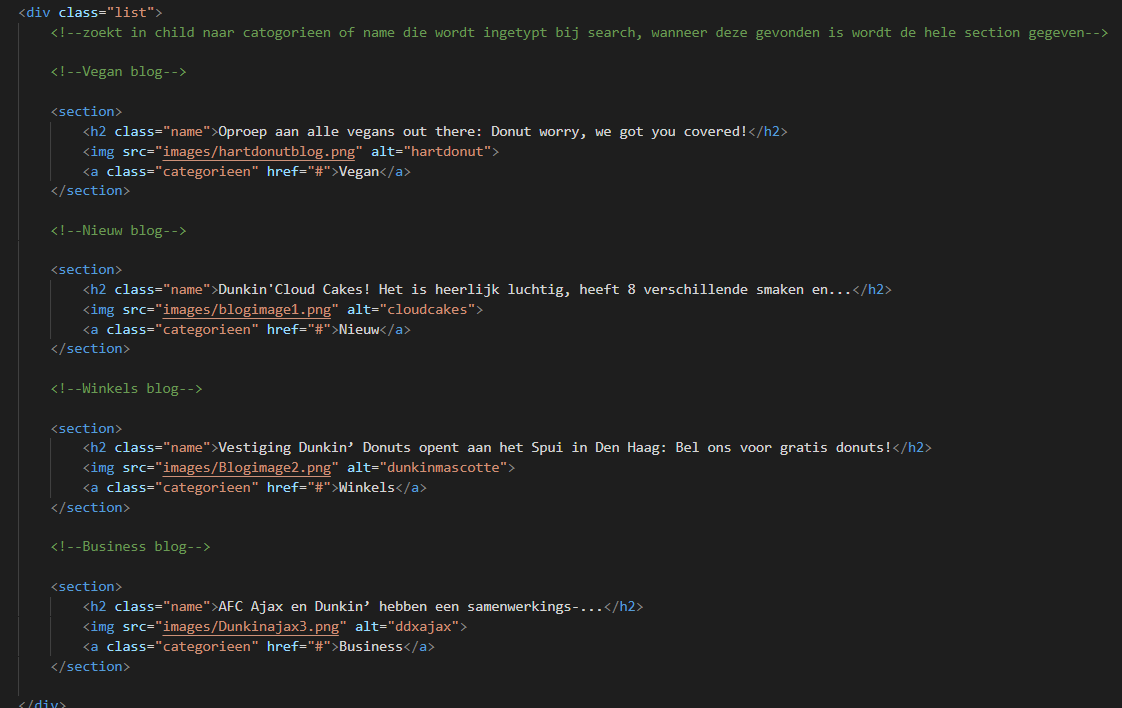 <div class="list">
<!--zoekt in child naar catogorieen of name die wordt ingetypt bij search, wanneer deze gevonden is wordt de hele section gegeven-->
<!--Vegan blog-->
<section>
<h2 class="name">Oproep aan alle vegans out there: Donut worry, we got you covered!</h2>
<img src="images/hartdonutblog.png" alt="hartdonut">
<a class="categorieen" href="#">Vegan</a>
</section>
<!--Nieuw blog-->
<section>
<h2 class="name">Dunkin'Cloud Cakes! Het is heerlijk luchtig, heeft 8 verschillende smaken en...</h2>
<img src="images/blogimage1.png" alt="cloudcakes">
<a class="categorieen" href="#">Nieuw</a>
</section>
<!--Winkels blog-->
<section>
<h2 class="name">Vestiging Dunkin’ Donuts opent aan het Spui in Den Haag: Bel ons voor gratis donuts!</h2>
<img src="images/Blogimage2.png" alt="dunkinmascotte">
<a class="categorieen" href="#">Winkels</a>
</section>
<!--Business blog-->
<section>
<h2 class="name">AFC Ajax en Dunkin’ hebben een samenwerkings-...</h2>
<img src="images/Dunkinajax3.png" alt="ddxajax">
<a class="categorieen" href="#">Business</a>
</section>
</div>